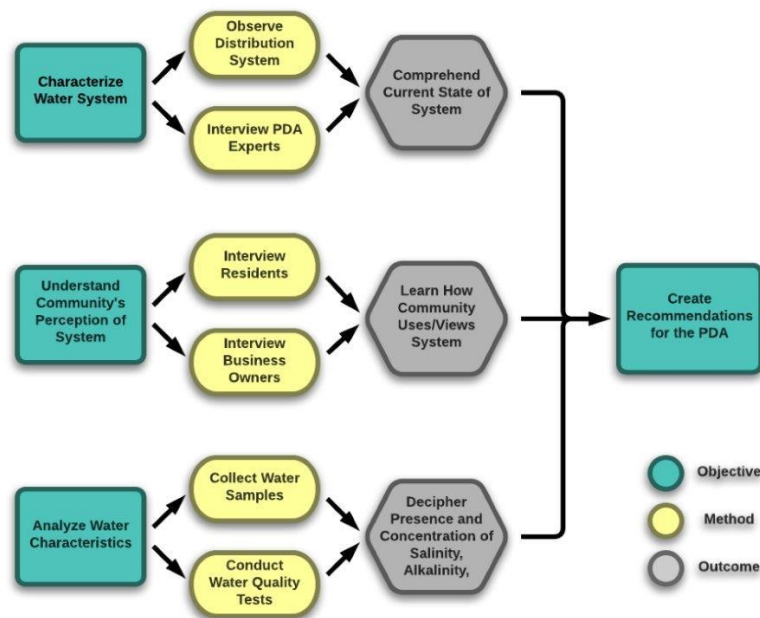 Characterize
Water System
Observe
Distribution
System
Interview PDA
Experts
Comprehend
Current State of
System
Understand
Community's
Perception of
System
Interview
Residents
Interview
Business
Owners
Learn How
Community
Uses/Views
System
Create
Recommendations
for the PDA
Analyze Water
Characteristics
Collect Water
Samples
Conduct
Water Quality
Tests
Decipher
Presence and
Concentration of
Salinity,
Alkalinity,
Objective
Method
Outcome